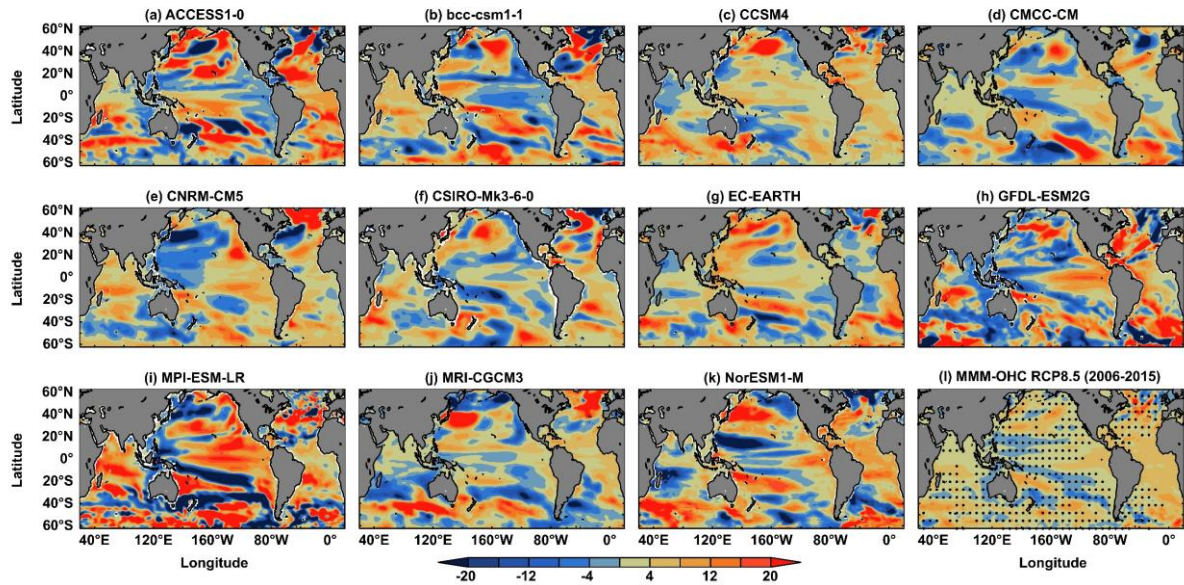 (a) ACCESS1-0 (b) bcc-csm1-1 (c) CCSM4 (d) CMCC-CM
60°N
40°N
20°N
0°
20°S
40°S
60°S
Latitude
Latitude
(e) CNRM-CM5 (f) CSIRO-Mk3-6-0 (g) EC-EARTH (h) GFDL-ESM2G
60°N
40°N
20°N
0°
20°S
40°S
60°S
Latitude
Latitude
(i) MPI-ESM-LR (j) MRI-CGCM3 (k) NorESM1-M (l) MMM-OHC RCP8.5 (2006-2015)
60°N
40°N
20°N
0°
20°S
40°S
60°S
Latitude
Latitude
40°E 120°E 160°W 80°W 0° 40°E 120°E 160°W 80°W 0° 40°E 120°E 160°W 80°W 0° 40°E 120°E 160°W 80°W 0°
Longitude Longitude
-20 -12 -4 4 12 20